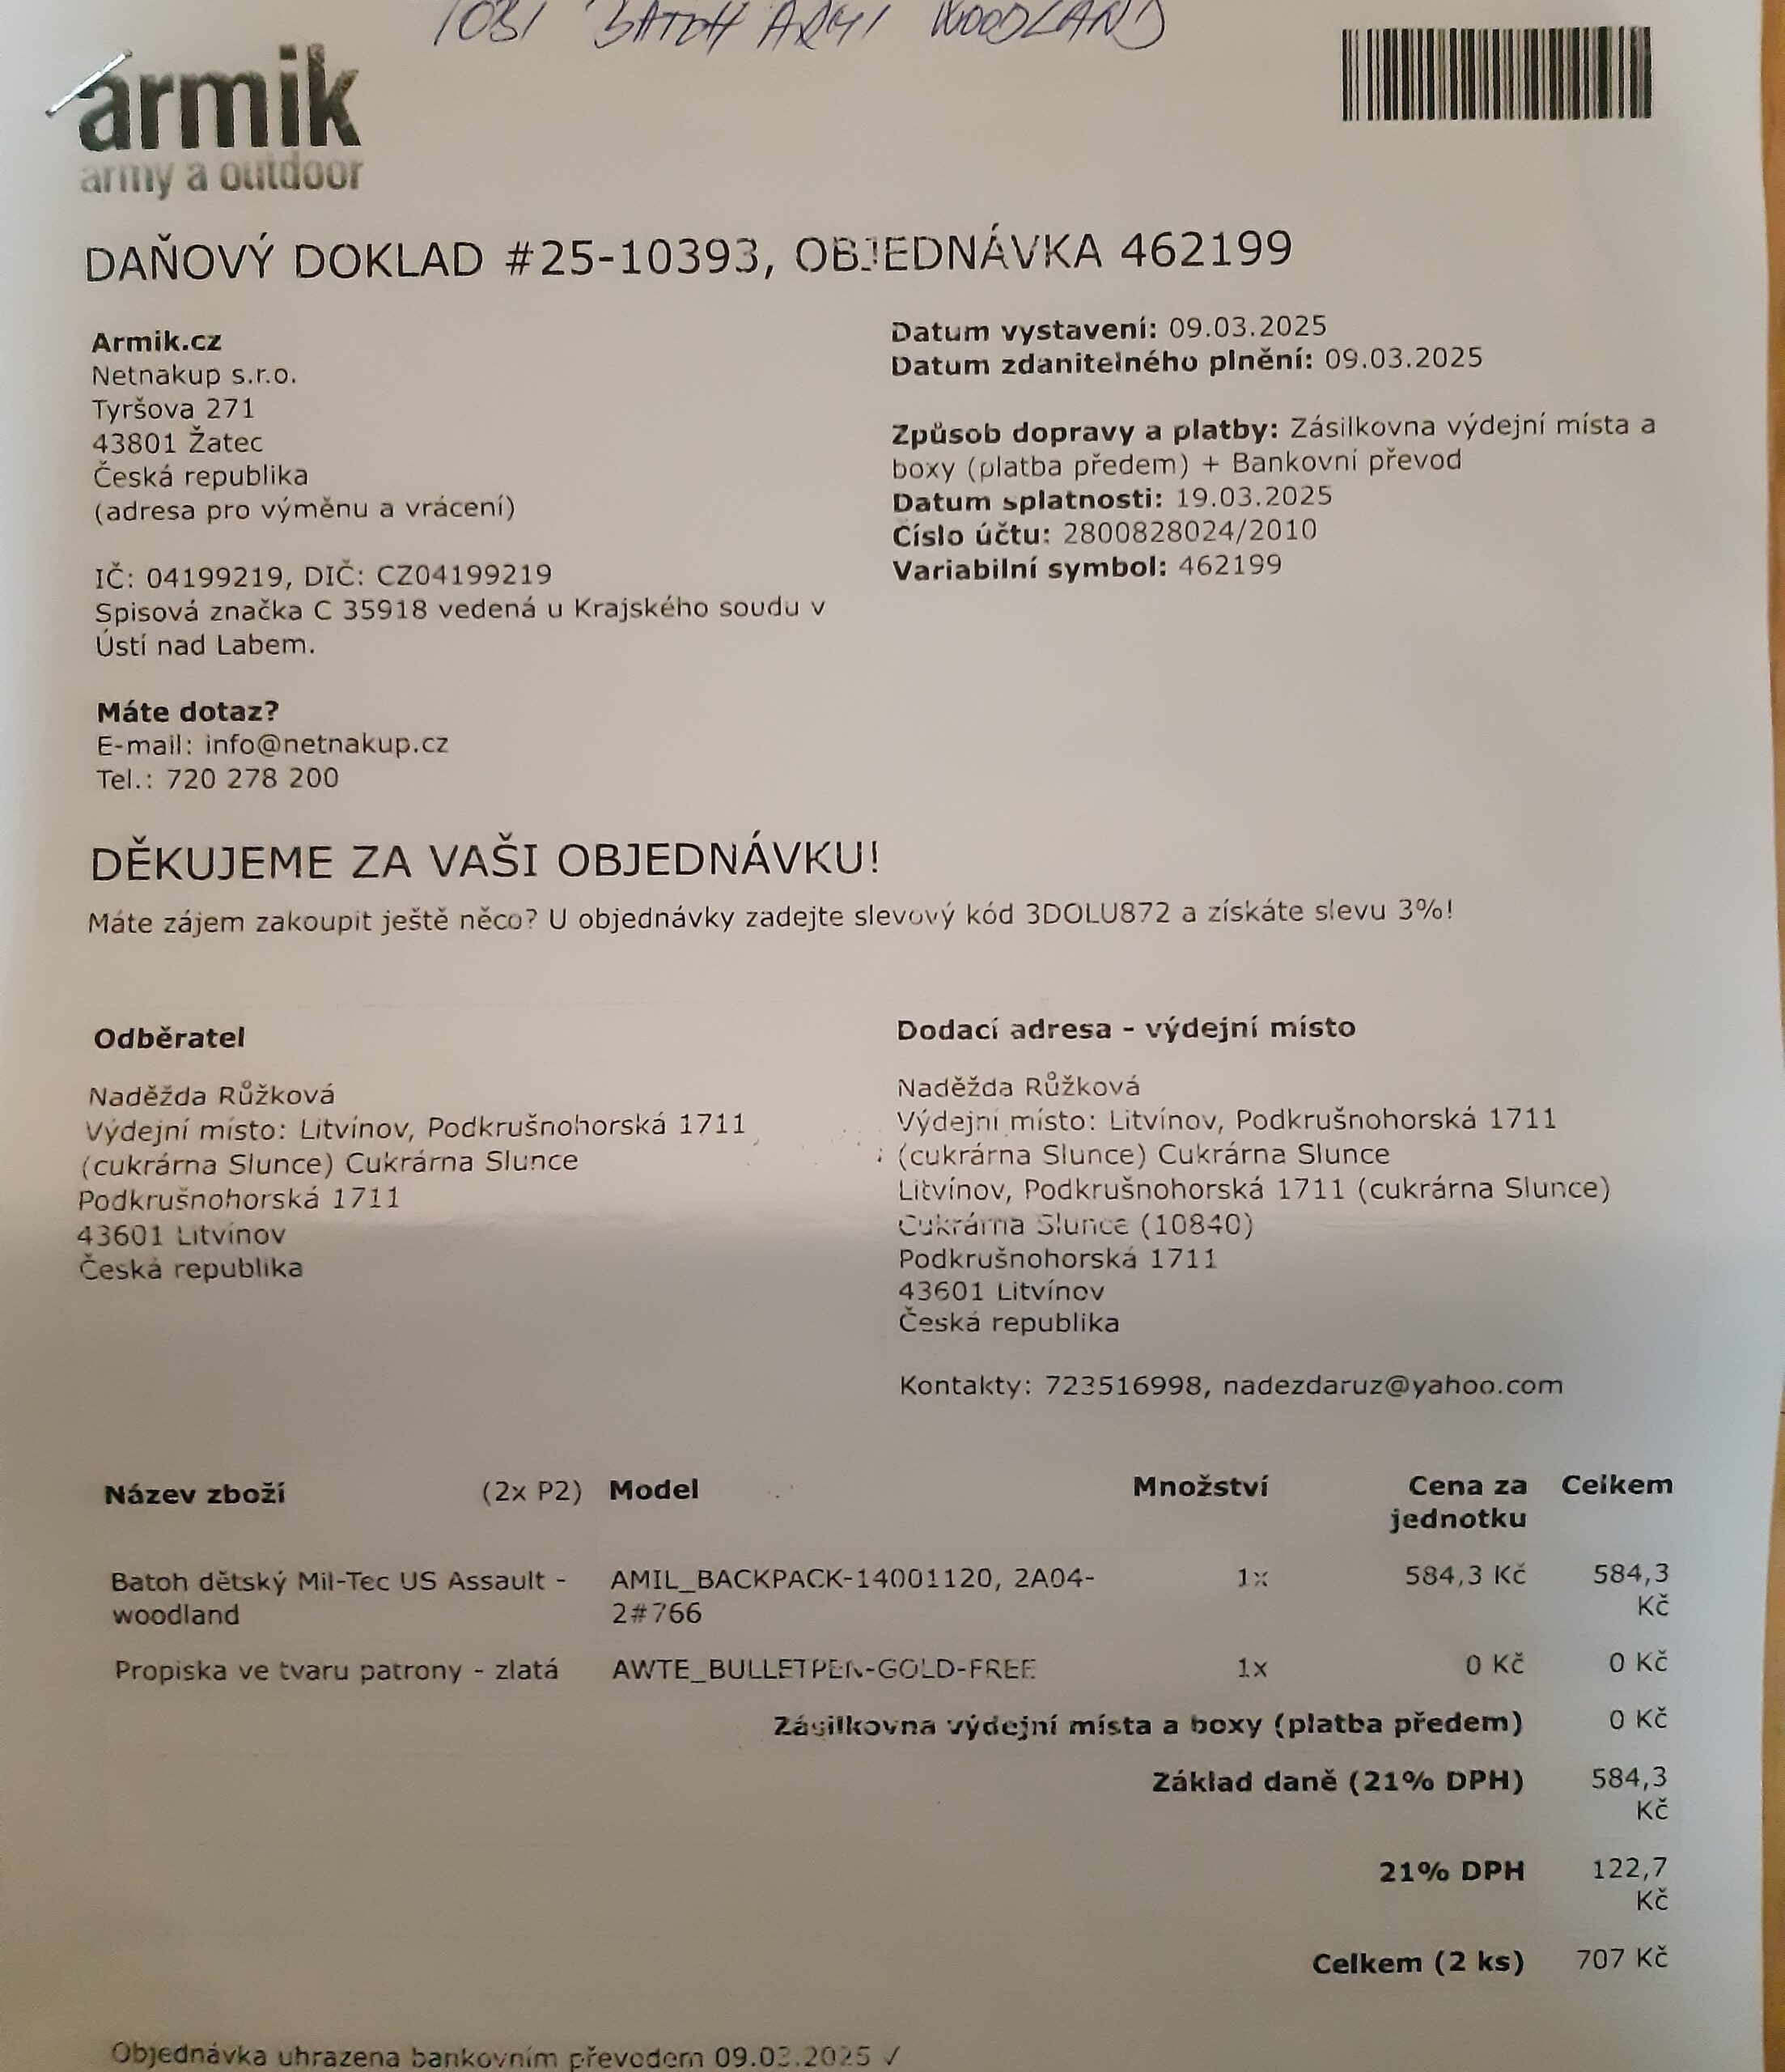 TOBI BATOH ARMY WOODLAND
armik
army a outdoor
DAŇOVÝ DOKLAD #25-10393, OBJEDNÁVKA 462199
Armik.cz
Netnakup s.r.o.
Tyršova 271
43801 Žatec
Česká republika
(adresa pro výměnu a vrácení)
IČ: 04199219, DIČ: CZ04199219
Spisová značka C 35918 vedená u Krajského soudu v
Ústí nad Labem.
Máte dotaz?
E-mail: info@netnakup.cz
Tel.: 720 278 200
Datum vystavení: 09.03.2025
Datum zdanitelného plnění: 09.03.2025
Způsob dopravy a platby: Zásilkovna výdejní místa a
boxy (platba předem) + Bankovní převod
Datum splatnosti: 19.03.2025
Číslo účtu: 2800828024/2010
Variabilní symbol: 462199
DĚKUJEME ZA VAŠI OBJEDNÁVKU!
Máte zájem zakoupit ještě něco? U objednávky zadejte slevový kód 3DOLU872 a získáte slevu 3%!
Odběratel
Naděžda Růžková
Výdejní místo: Litvínov, Podkrušnohorská 1711
(cukrárna Slunce) Cukrárna Slunce
Podkrušnohorská 1711
43601 Litvínov
Česká republika
Dodací adresa - výdejní místo
Naděžda Růžková
Výdejní místo: Litvínov, Podkrušnohorská 1711
(cukrárna Slunce) Cukrárna Slunce
Litvínov, Podkrušnohorská 1711 (cukrárna Slunce)
Cukrárna Slunce (10840)
Podkrušnohorská 1711
43601 Litvínov
Česká republika
Kontakty: 723516998, nadezdaruz@yahoo.com
Název zboží (2x P2) Model Množství Cena za Celkem
jednotku
Batoh dětský Mil-Tec US Assault - AMIL_BACKPACK-14001120, 2A04- 1x 584,3 Kč 584,3
woodland 2#766 Kč
Propiska ve tvaru patrony - zlatá AWTE_BULLETPEN-GOLD-FREE 1x 0 Kč 0 Kč
Zásilkovna výdejní místa a boxy (platba předem) 0 Kč
Základ daně (21% DPH) 584,3
Kč
21% DPH 122,7
Kč
Celkem (2 ks) 707 Kč
Objednávka uhrazena bankovním převodem 09.03.2025 ✓